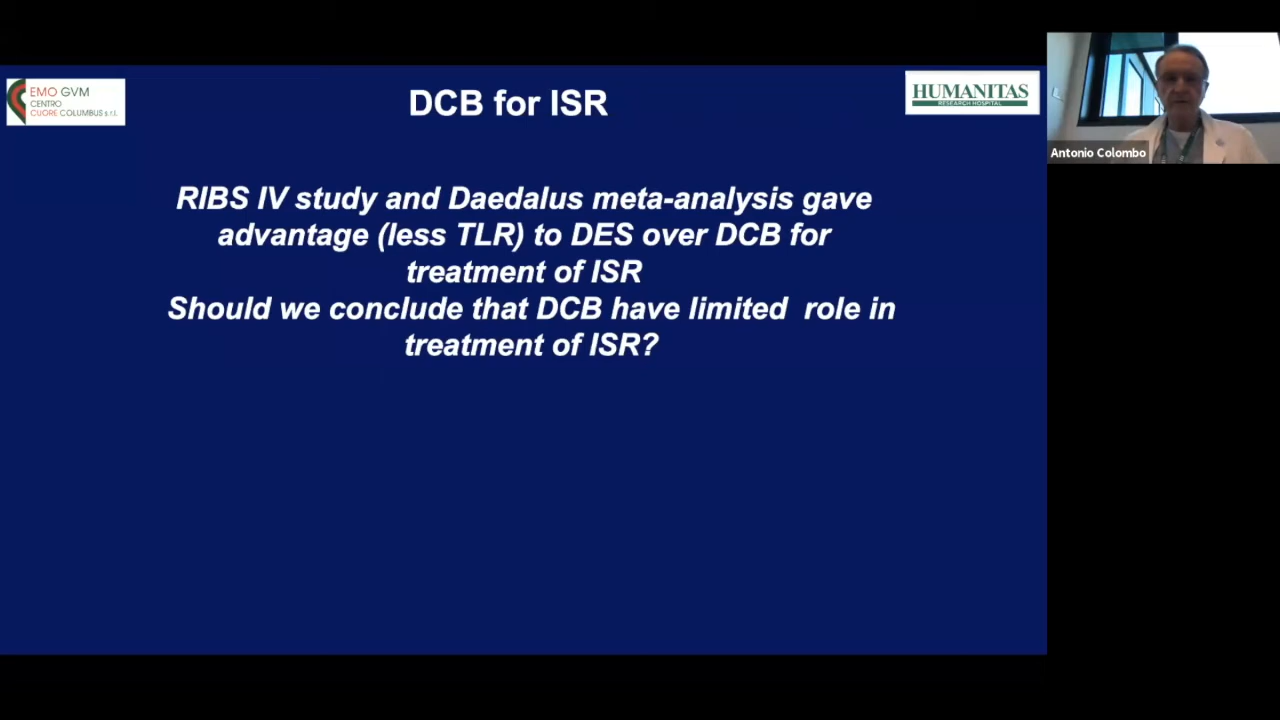 EMO GVM
CENTRO
CUORE COLUMBUS s.r.l.
DCB for ISR
HUMANITAS
RESEARCH HOSPITAL
Antonio Colombo
RIBS IV study and Daedalus meta-analysis gave
advantage (less TLR) to DES over DCB for
treatment of ISR
Should we conclude that DCB have limited  role in
treatment of ISR?